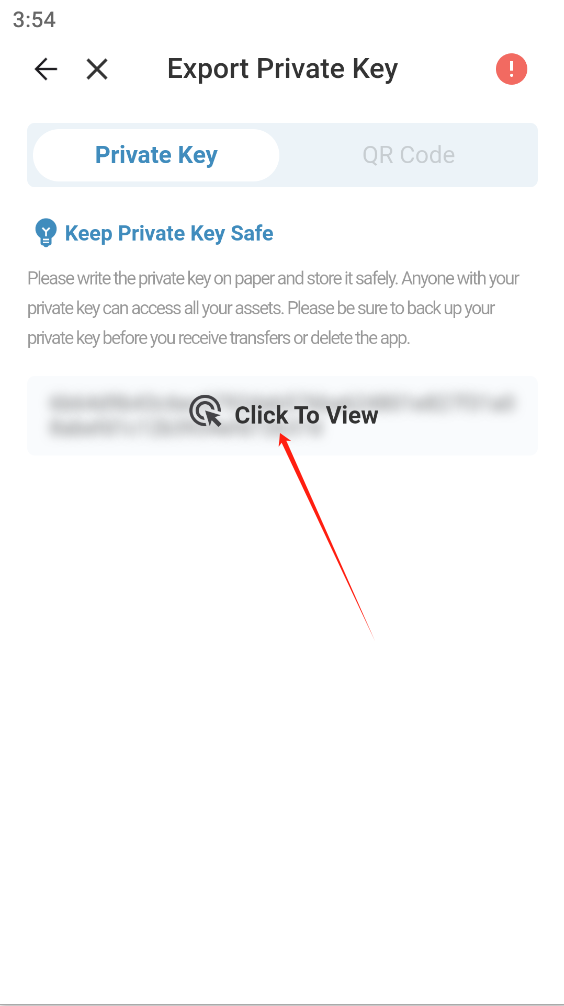 3:54
Export Private Key
Private Key
QR Code
Keep Private Key Safe
Please write the private key on paper and store it safely. Anyone with your
private key can access all your assets. Please be sure to back up your
private key before you receive transfers or delete the app.
Click To View